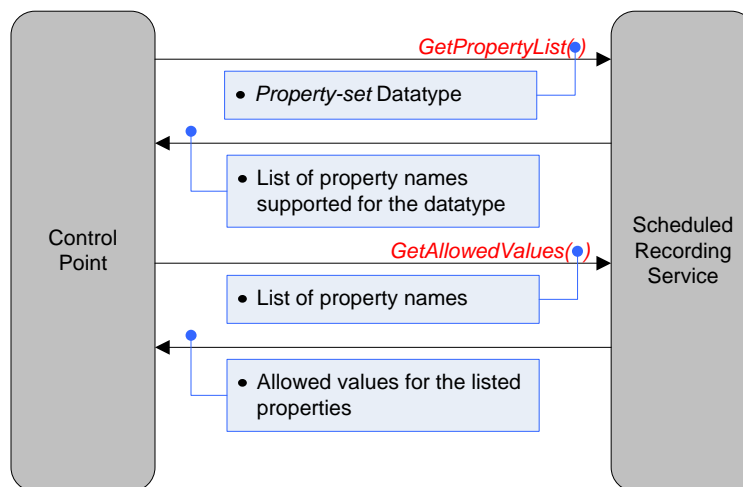 GetPropertyList( )
• Property-set Datatype
• List of property names
supported for the datatype
Control
Point
Scheduled
Recording
Service
GetAllowedValues( )
• List of property names
• Allowed values for the listed
properties